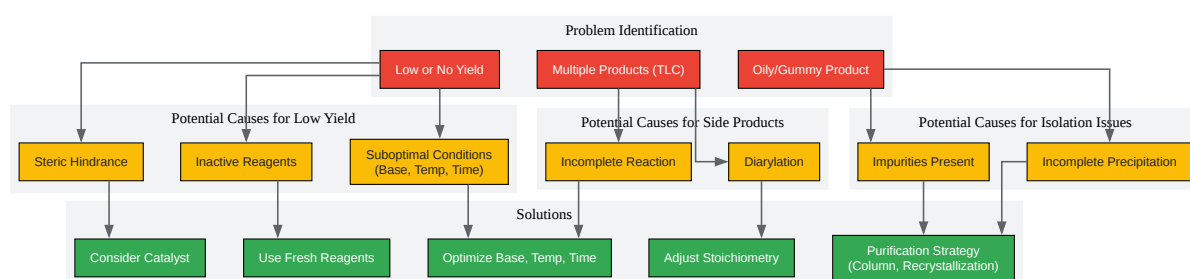 Problem Identification
Low or No Yield
Multiple Products (TLC)
Oily/Gummy Product
Potential Causes for Low Yield
Potential Causes for Side Products
Potential Causes for Isolation Issues
Steric Hindrance
Inactive Reagents
Suboptimal Conditions
(Base, Temp, Time)
Incomplete Reaction
Diarylation
Impurities Present
Incomplete Precipitation
Solutions
Consider Catalyst
Use Fresh Reagents
Optimize Base, Temp, Time
Adjust Stoichiometry
Purification Strategy
(Column, Recrystallization)